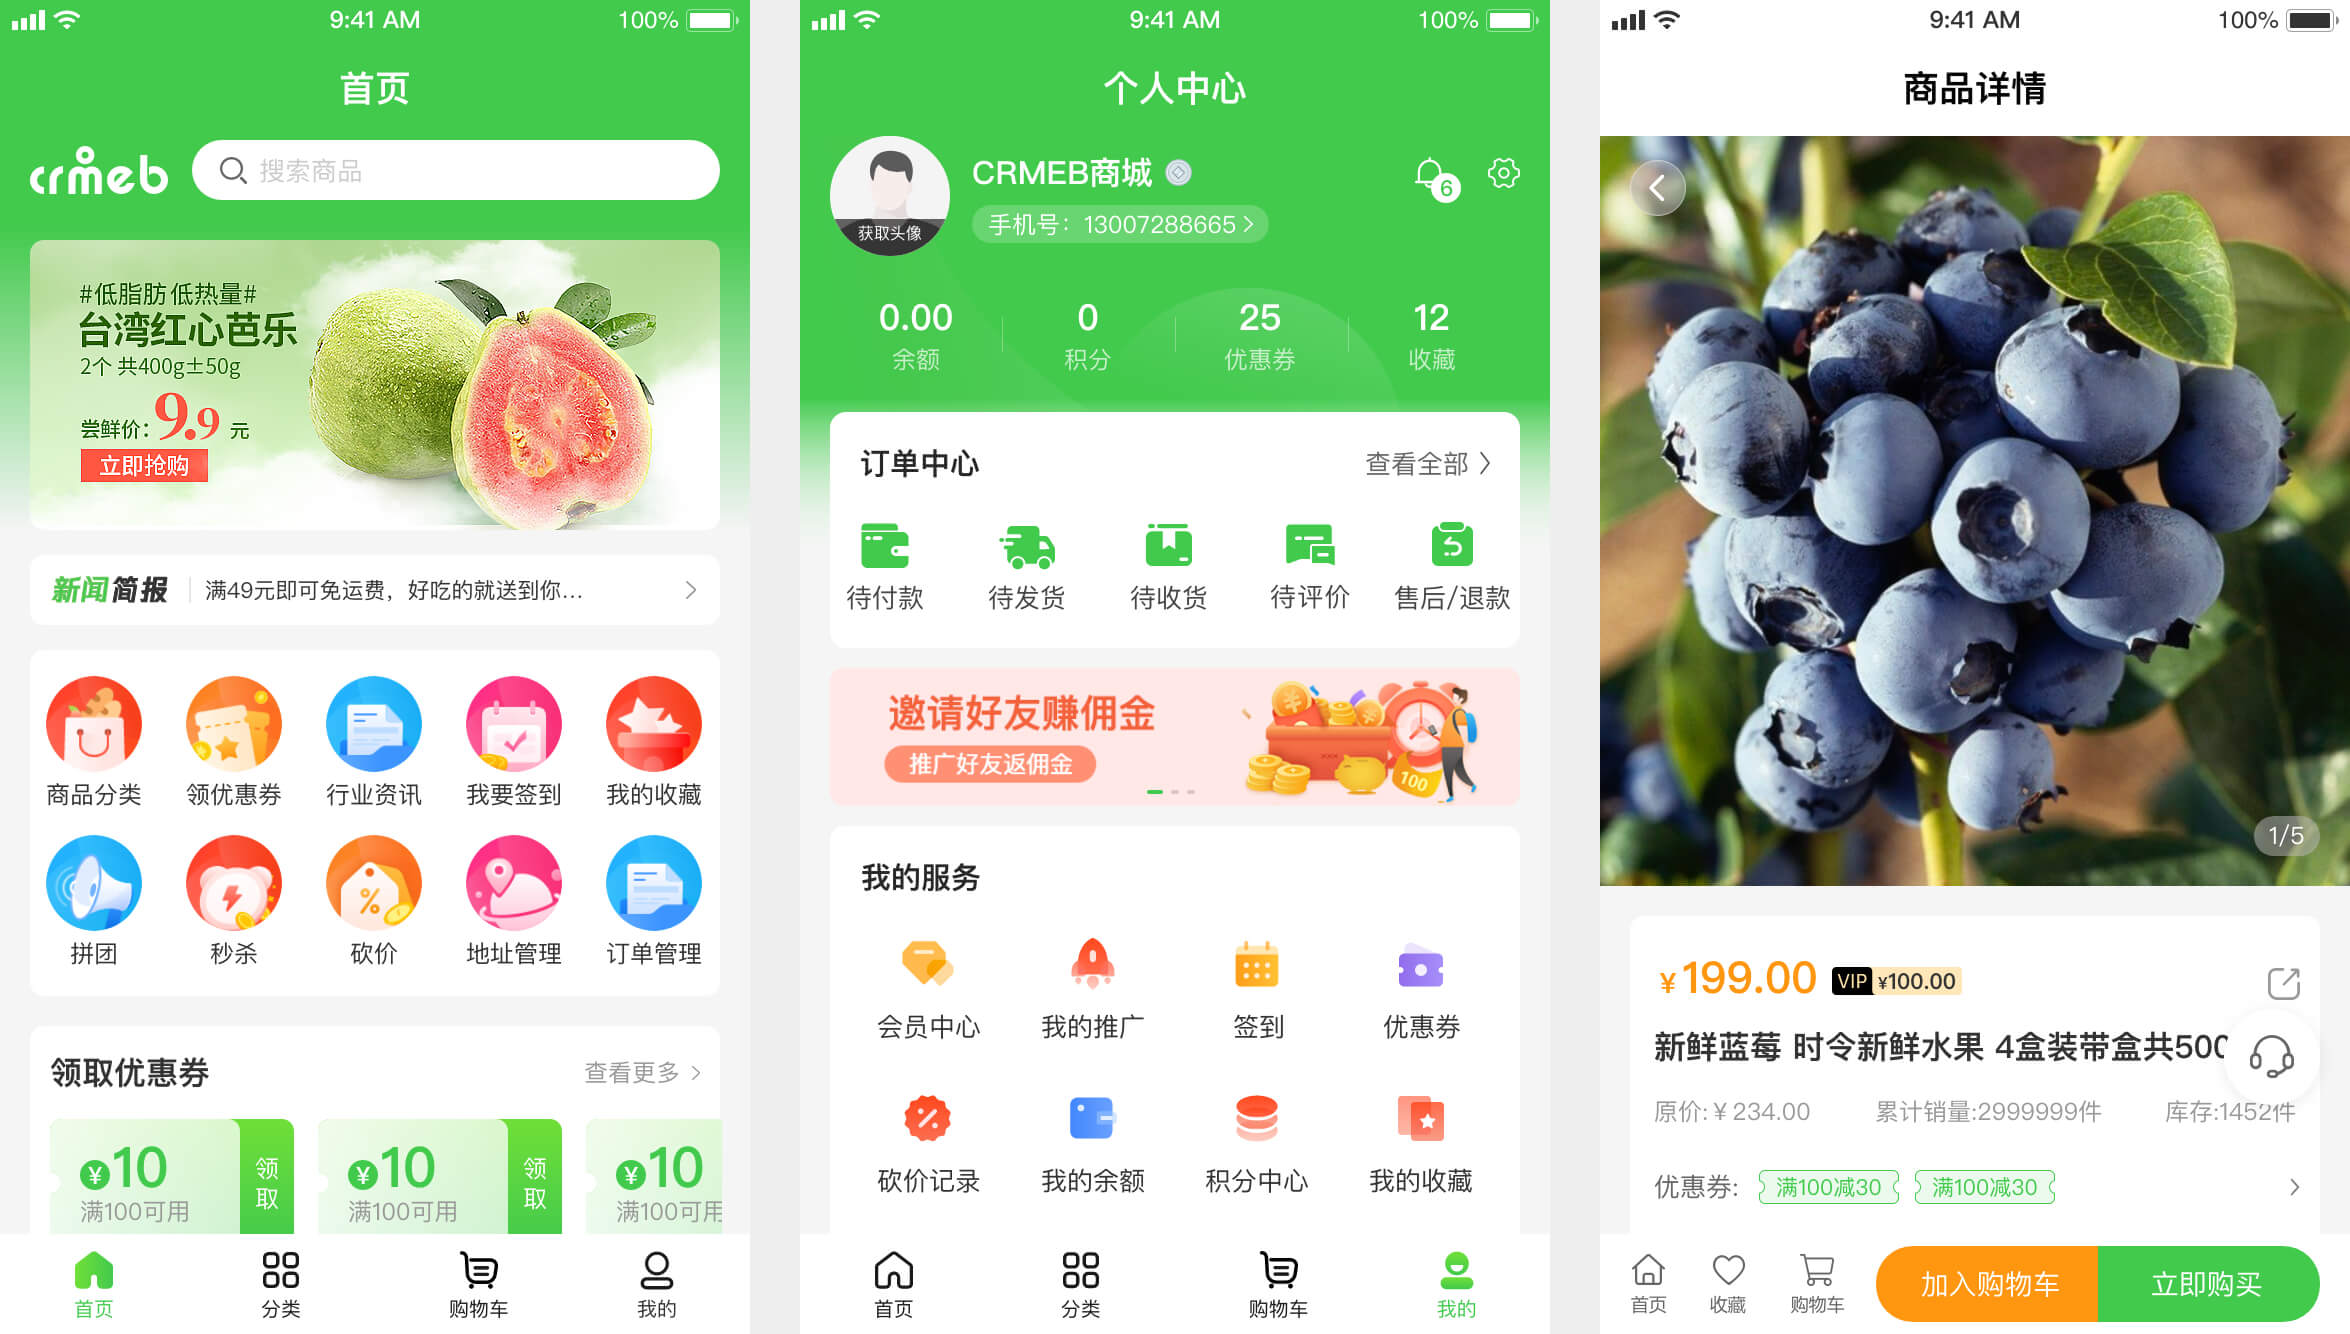 9:41 AM
100%
首页
crmeb
搜索商品
#低脂肪 低热量#
台湾红心芭乐
2个 共400g±50g
尝鲜价: 9.9 元
立即抢购
新闻简报
满49元即可免运费，好吃的就送到你...
商品分类 领优惠券 行业资讯 我要签到 我的收藏
拼团 秒杀 砍价 地址管理 订单管理
领取优惠券
查看更多
¥10
满100可用
领取
¥10
满100可用
领取
¥10
满100可用
首页 分类 购物车 我的
9:41 AM
100%
个人中心
CRMEB商城
6
获取头像
手机号：13007288665
0.00 0 25 12
余额 积分 优惠券 收藏
订单中心
查看全部
待付款 待发货 待收货 待评价 售后/退款
邀请好友赚佣金
推广好友返佣金
100
我的服务
会员中心 我的推广 签到 优惠券
砍价记录 我的余额 积分中心 我的收藏
首页 分类 购物车 我的
9:41 AM
100%
商品详情
1/5
¥199.00
VIP ¥100.00
新鲜蓝莓 时令新鲜水果 4盒装带盒共500
原价:¥234.00 累计销量:2999999件 库存:1452件
优惠券: 满100减30 满100减30
首页 收藏 购物车
加入购物车
立即购买